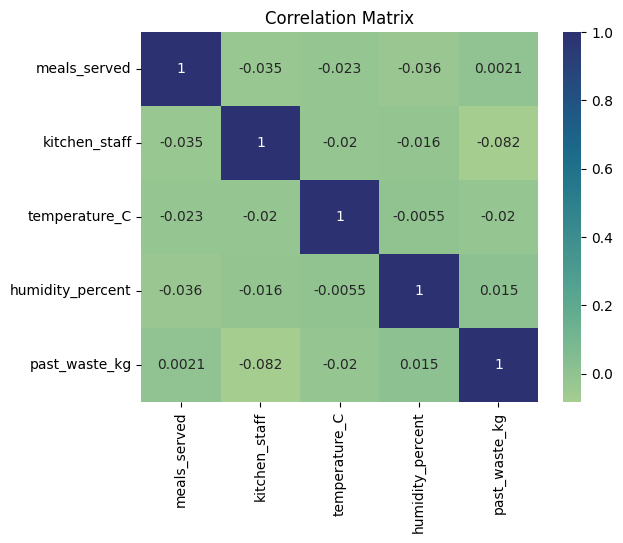 Correlation Matrix
meals_served 1 -0.035 -0.023 -0.036 0.0021
kitchen_staff -0.035 1 -0.02 -0.016 -0.082
temperature_C -0.023 -0.02 1 -0.0055 -0.02
humidity_percent -0.036 -0.016 -0.0055 1 0.015
past_waste_kg 0.0021 -0.082 -0.02 0.015 1
meals_served
kitchen_staff
temperature_C
humidity_percent
past_waste_kg
1.0
0.8
0.6
0.4
0.2
0.0